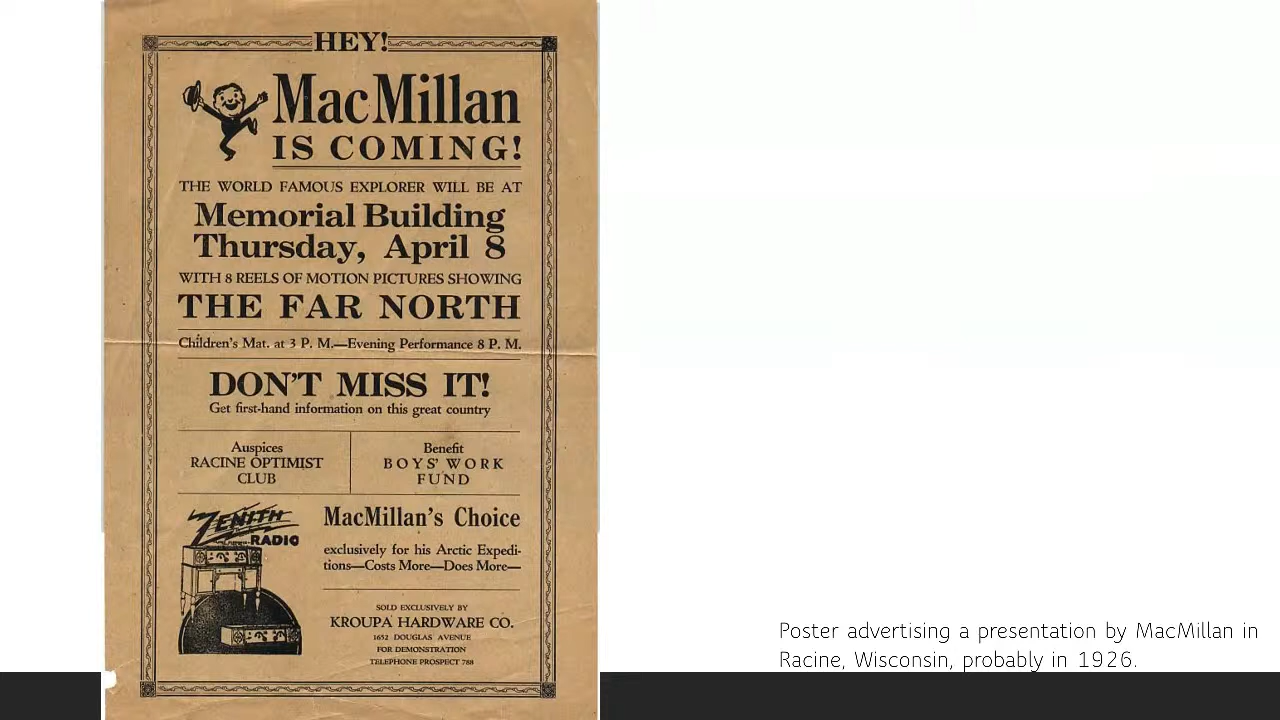 HEY!
MacMillan
IS COMING!
THE WORLD FAMOUS EXPLORER WILL BE AT
Memorial Building
Thursday, April 8
WITH 8 REELS OF MOTION PICTURES SHOWING
THE FAR NORTH
Children's Mat. at 3 P. M.—Evening Performance 8 P. M.
DON'T MISS IT!
Get first-hand information on this great country
Auspices
RACINE OPTIMIST
CLUB
Benefit
BOYS' WORK
FUND
ZENITH
RADIO
MacMillan's Choice
exclusively for his Arctic Expedi-
tions—Costs More—Does More—
SOLD EXCLUSIVELY BY
KROUPA HARDWARE CO.
1652 DOUGLAS AVENUE
FOR DEMONSTRATION
TELEPHONE PROSPECT 788
Poster advertising a presentation by MacMillan in
Racine, Wisconsin, probably in 1926.